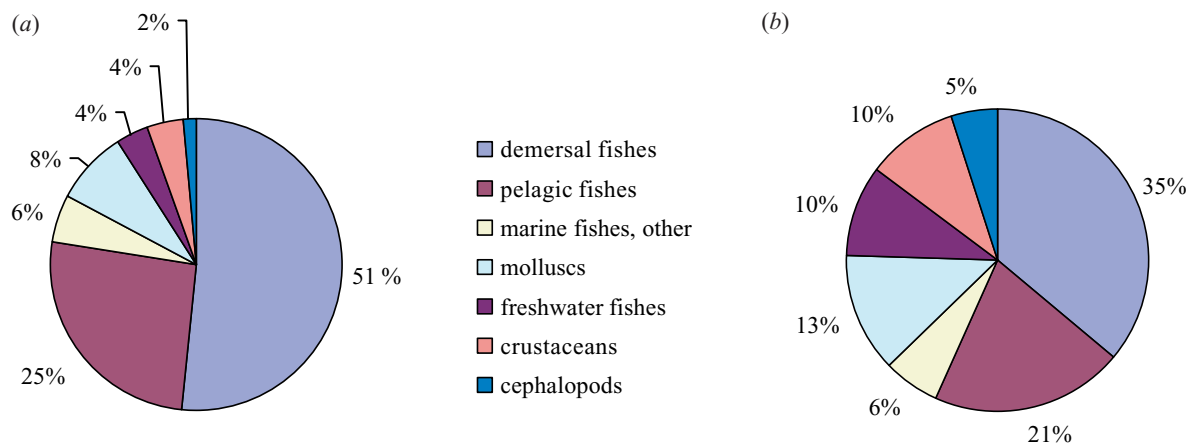 (a)
2%
4%
4%
8%
6%
25%
51 %
demersal fishes
pelagic fishes
marine fishes, other
molluscs
freshwater fishes
crustaceans
cephalopods
(b)
5%
10%
10%
13%
6%
21%
35%